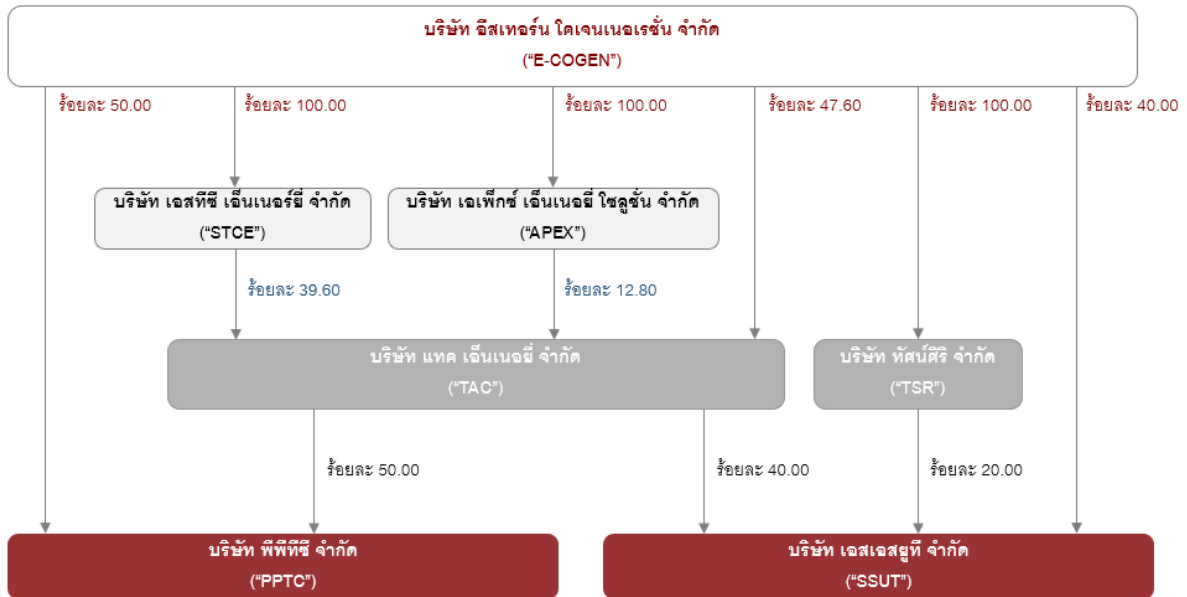 บริษัท อีสเทอร์น โคเจนเนอเรชั่น จำกัด
(“E-COGEN”)
ร้อยละ 50.00
ร้อยละ 100.00
ร้อยละ 100.00
ร้อยละ 47.60
ร้อยละ 100.00
ร้อยละ 40.00
บริษัท เอสทีซี เอ็นเนอร์ยี่ จำกัด
(“STCE”)
บริษัท เอเพ็กซ์ เอ็นเนอยี่ โซลูชั่น จำกัด
(“APEX”)
ร้อยละ 39.60
ร้อยละ 12.80
บริษัท แทค เอ็นเนอยี่ จำกัด
(“TAC”)
บริษัท ทัศน์ศิริ จำกัด
(“TSR”)
ร้อยละ 50.00
ร้อยละ 40.00
ร้อยละ 20.00
บริษัท พีพีทีซี จำกัด
(“PPTC”)
บริษัท เอสเอสยูที จำกัด
(“SSUT”)